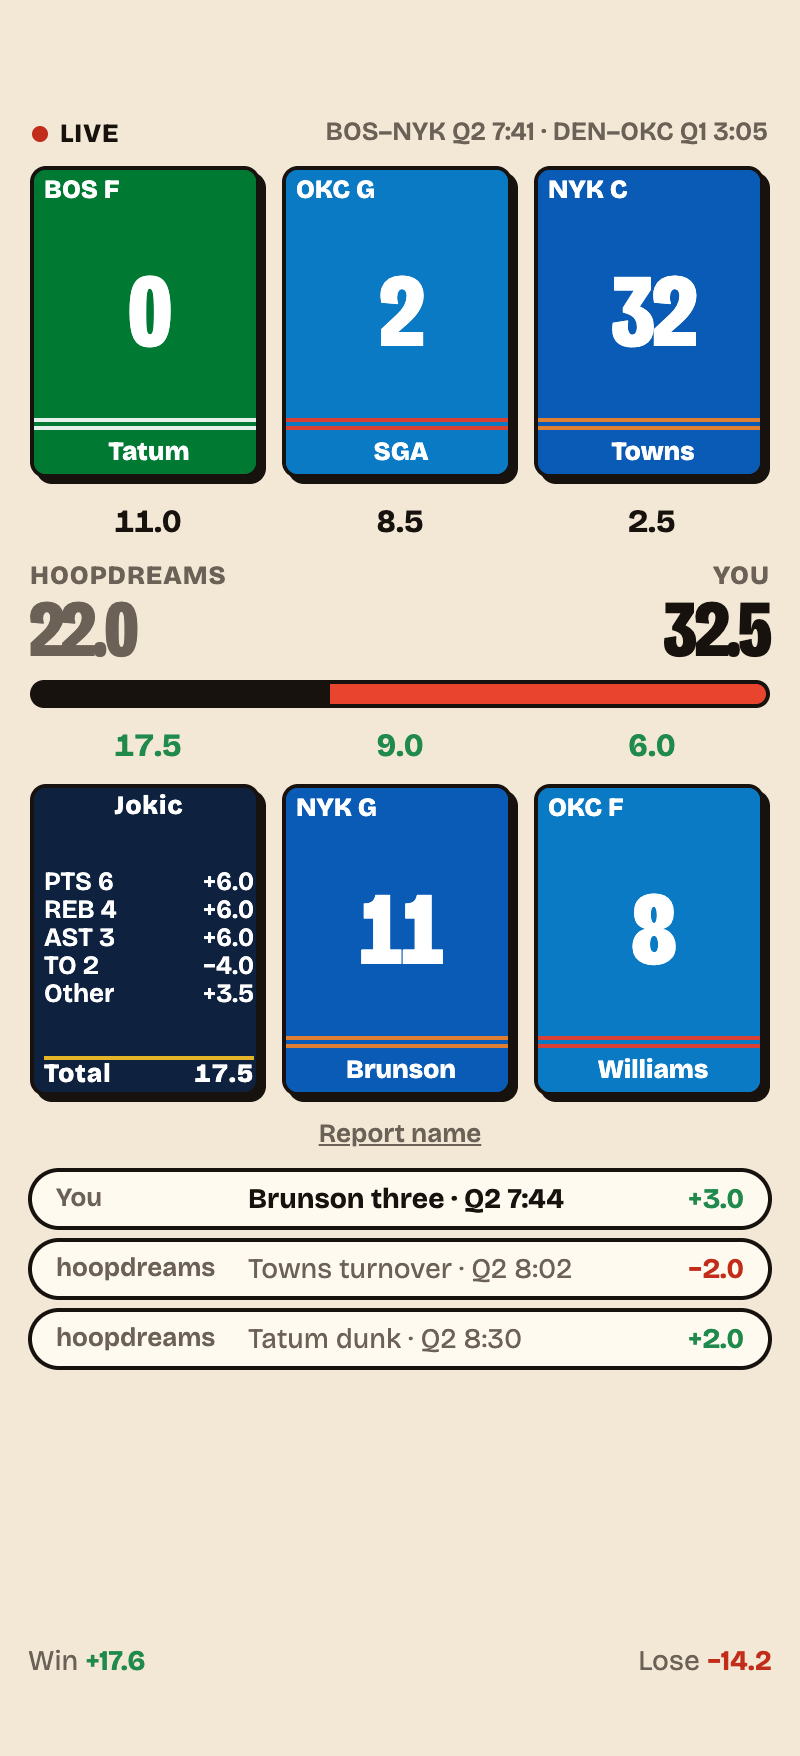 LIVE
BOS–NYK Q2 7:41 · DEN–OKC Q1 3:05
BOS F
0
Tatum
OKC G
2
SGA
NYK C
32
Towns
11.0
8.5
2.5
HOOPDREAMS
YOU
22.0
32.5
17.5
9.0
6.0
Jokic
PTS 6 +6.0
REB 4 +6.0
AST 3 +6.0
TO 2 −4.0
Other +3.5
Total 17.5
NYK G
11
Brunson
OKC F
8
Williams
Report name
You Brunson three · Q2 7:44 +3.0
hoopdreams Towns turnover · Q2 8:02 −2.0
hoopdreams Tatum dunk · Q2 8:30 +2.0
Win +17.6
Lose −14.2